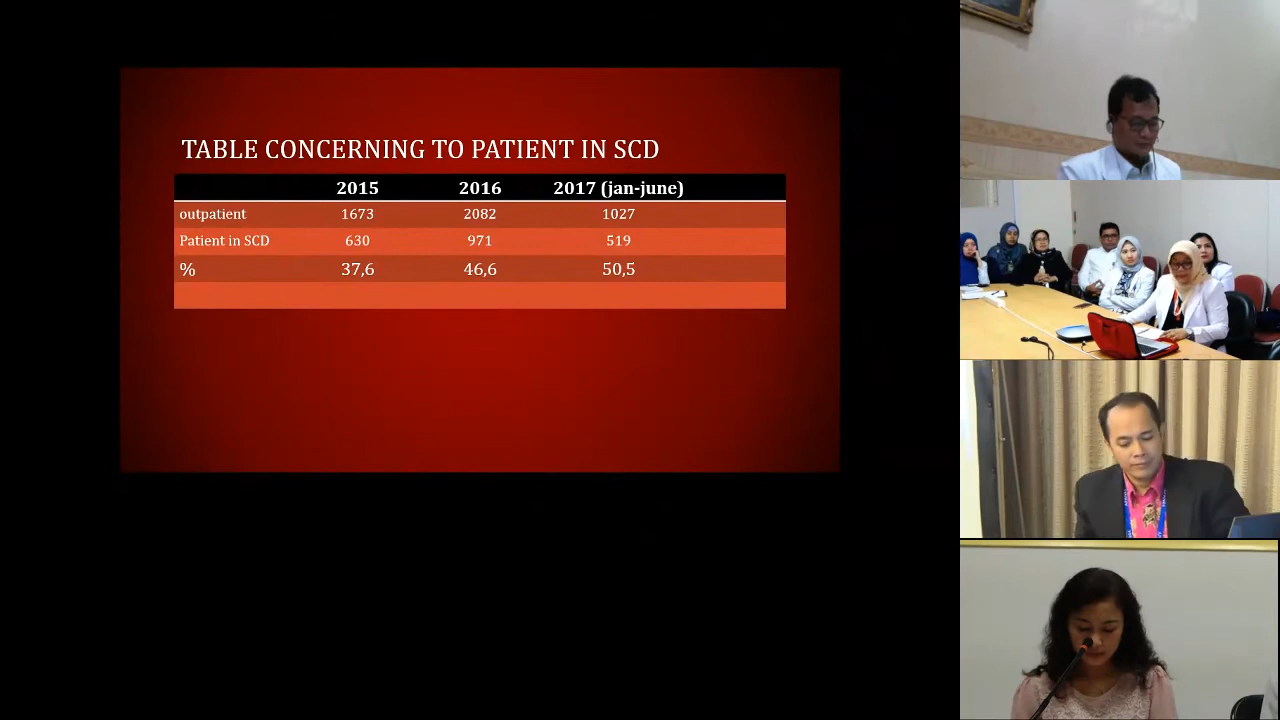 TABLE CONCERNING TO PATIENT IN SCD
2015 2016 2017 (jan-june)
outpatient 1673 2082 1027
Patient in SCD 630 971 519
% 37,6 46,6 50,5